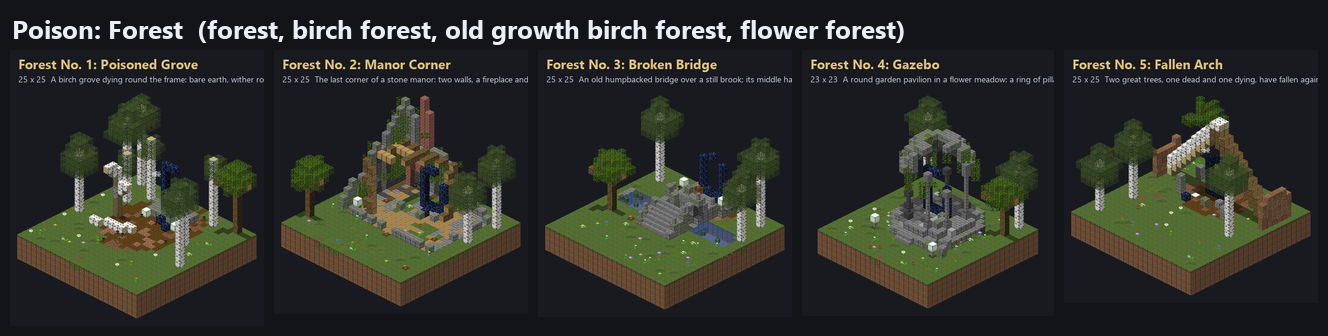 Poison: Forest (forest, birch forest, old growth birch forest, flower forest)
Forest No. 1: Poisoned Grove
25 x 25 A birch grove dying round the frame: bare earth, wither ro
Forest No. 2: Manor Corner
25 x 25 The last corner of a stone manor: two walls, a fireplace and
Forest No. 3: Broken Bridge
25 x 25 An old humpbacked bridge over a still brook; its middle ha
Forest No. 4: Gazebo
23 x 23 A round garden pavilion in a flower meadow: a ring of pill
Forest No. 5: Fallen Arch
25 x 25 Two great trees, one dead and one dying, have fallen again